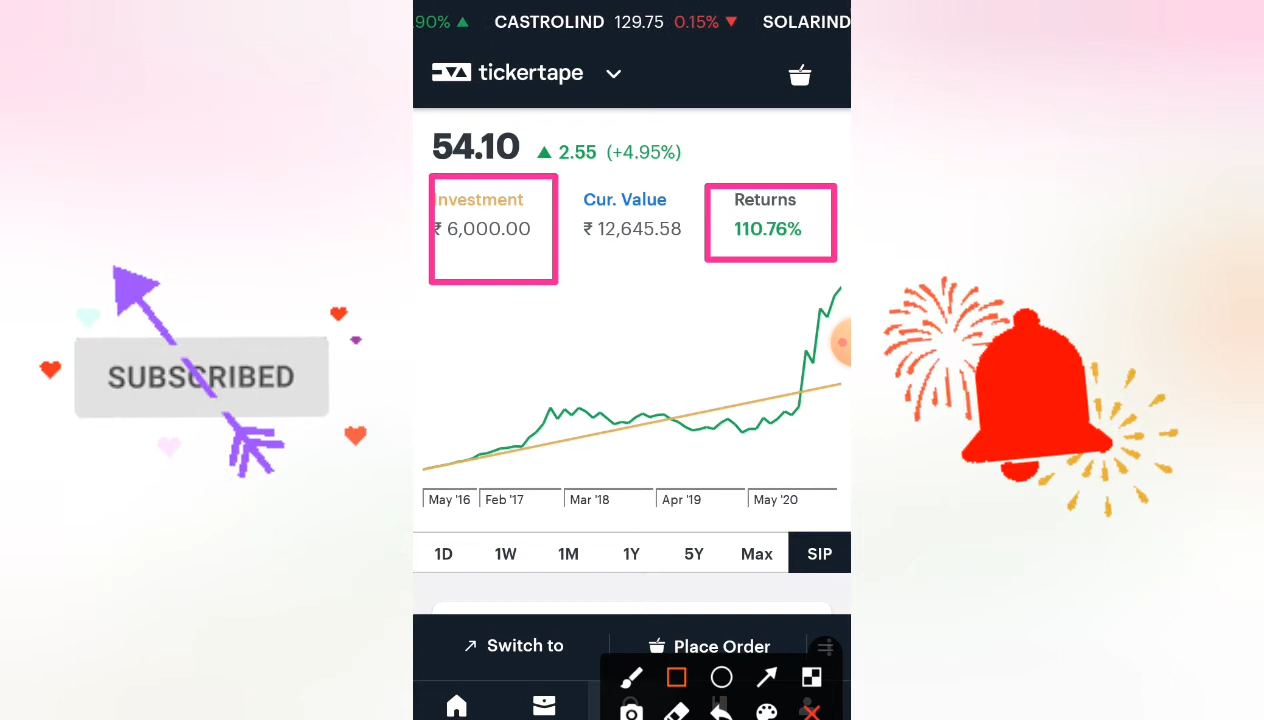 90% ▲ CASTROLIND 129.75 0.15% ▼ SOLARIND
tickertape
54.10 ▲ 2.55 (+4.95%)
Investment Cur. Value Returns
₹ 6,000.00 ₹ 12,645.58 110.76%
SUBSCRIBED
May '16 Feb '17 Mar '18 Apr '19 May '20
1D 1W 1M 1Y 5Y Max SIP
Switch to Place Order